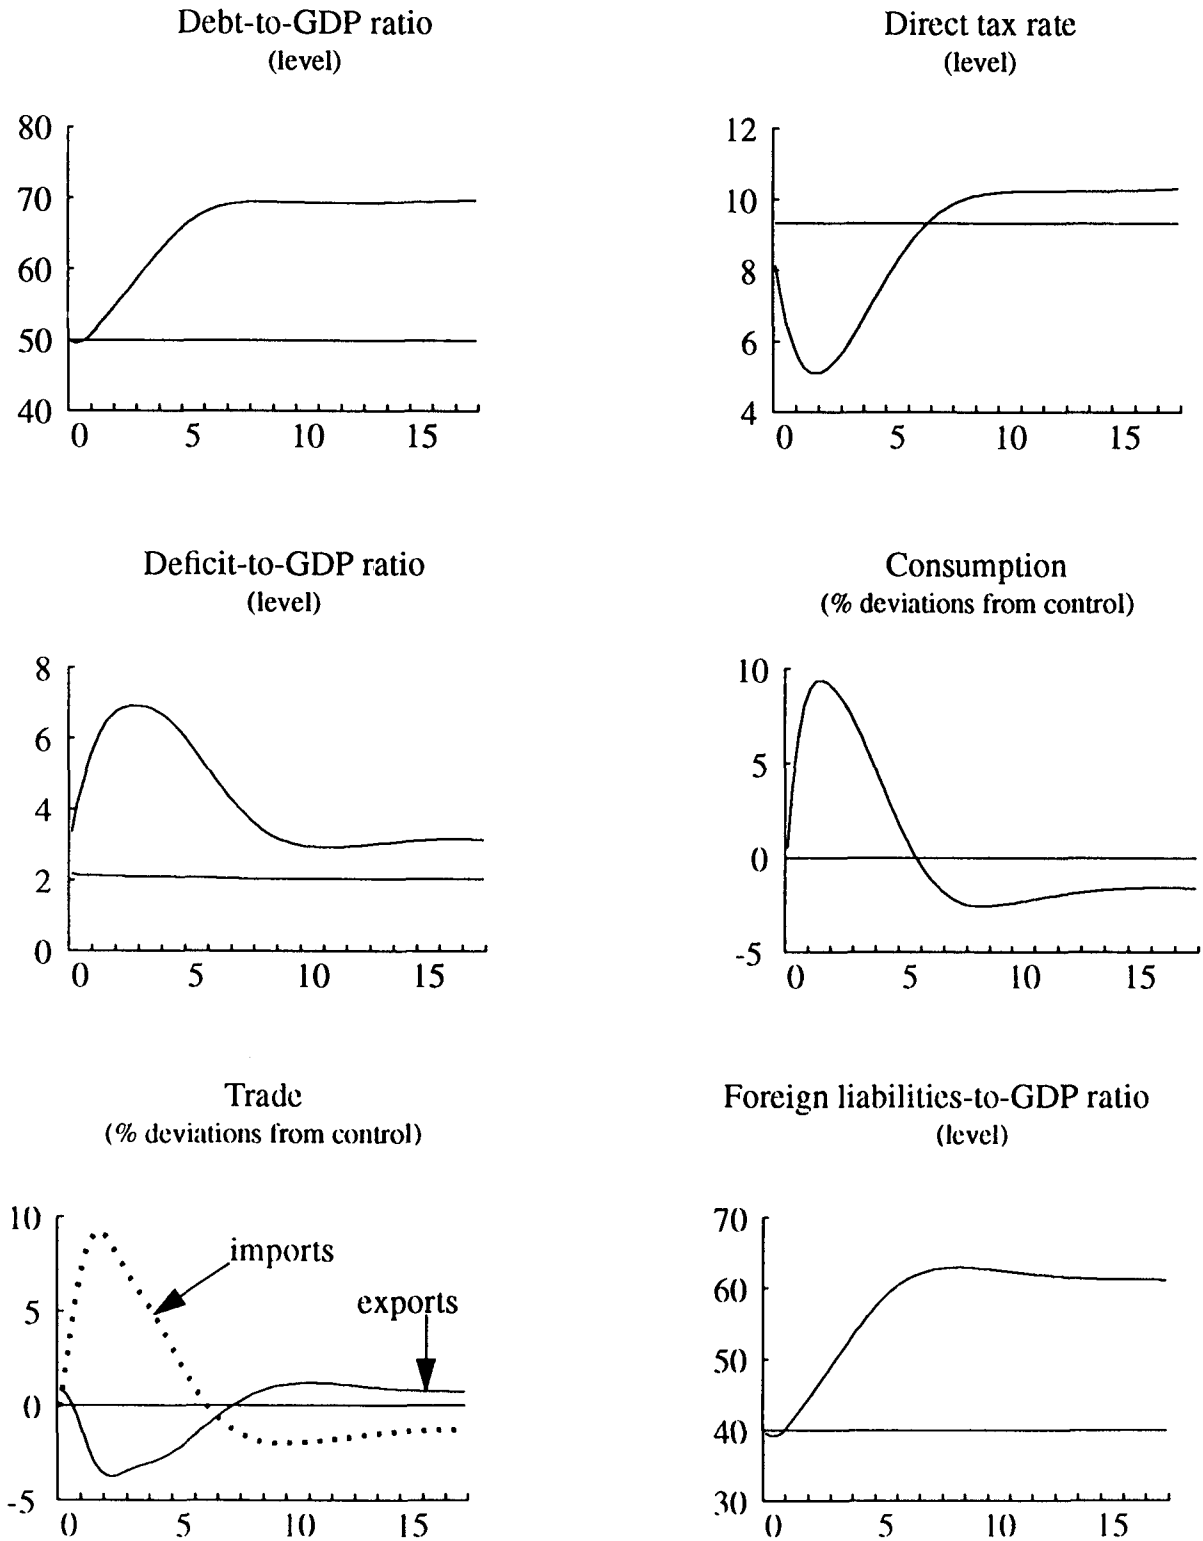 Debt-to-GDP ratio
(level)
80
70
60
50
40
0 5 10 15
Direct tax rate
(level)
12
10
8
6
4
0 5 10 15
Deficit-to-GDP ratio
(level)
8
6
4
2
0
0 5 10 15
Consumption
(% deviations from control)
10
5
0
-5
0 5 10 15
Trade
(% deviations from control)
10
5
0
-5
imports
exports
0 5 10 15
Foreign liabilities-to-GDP ratio
(level)
70
60
50
40
30
0 5 10 15